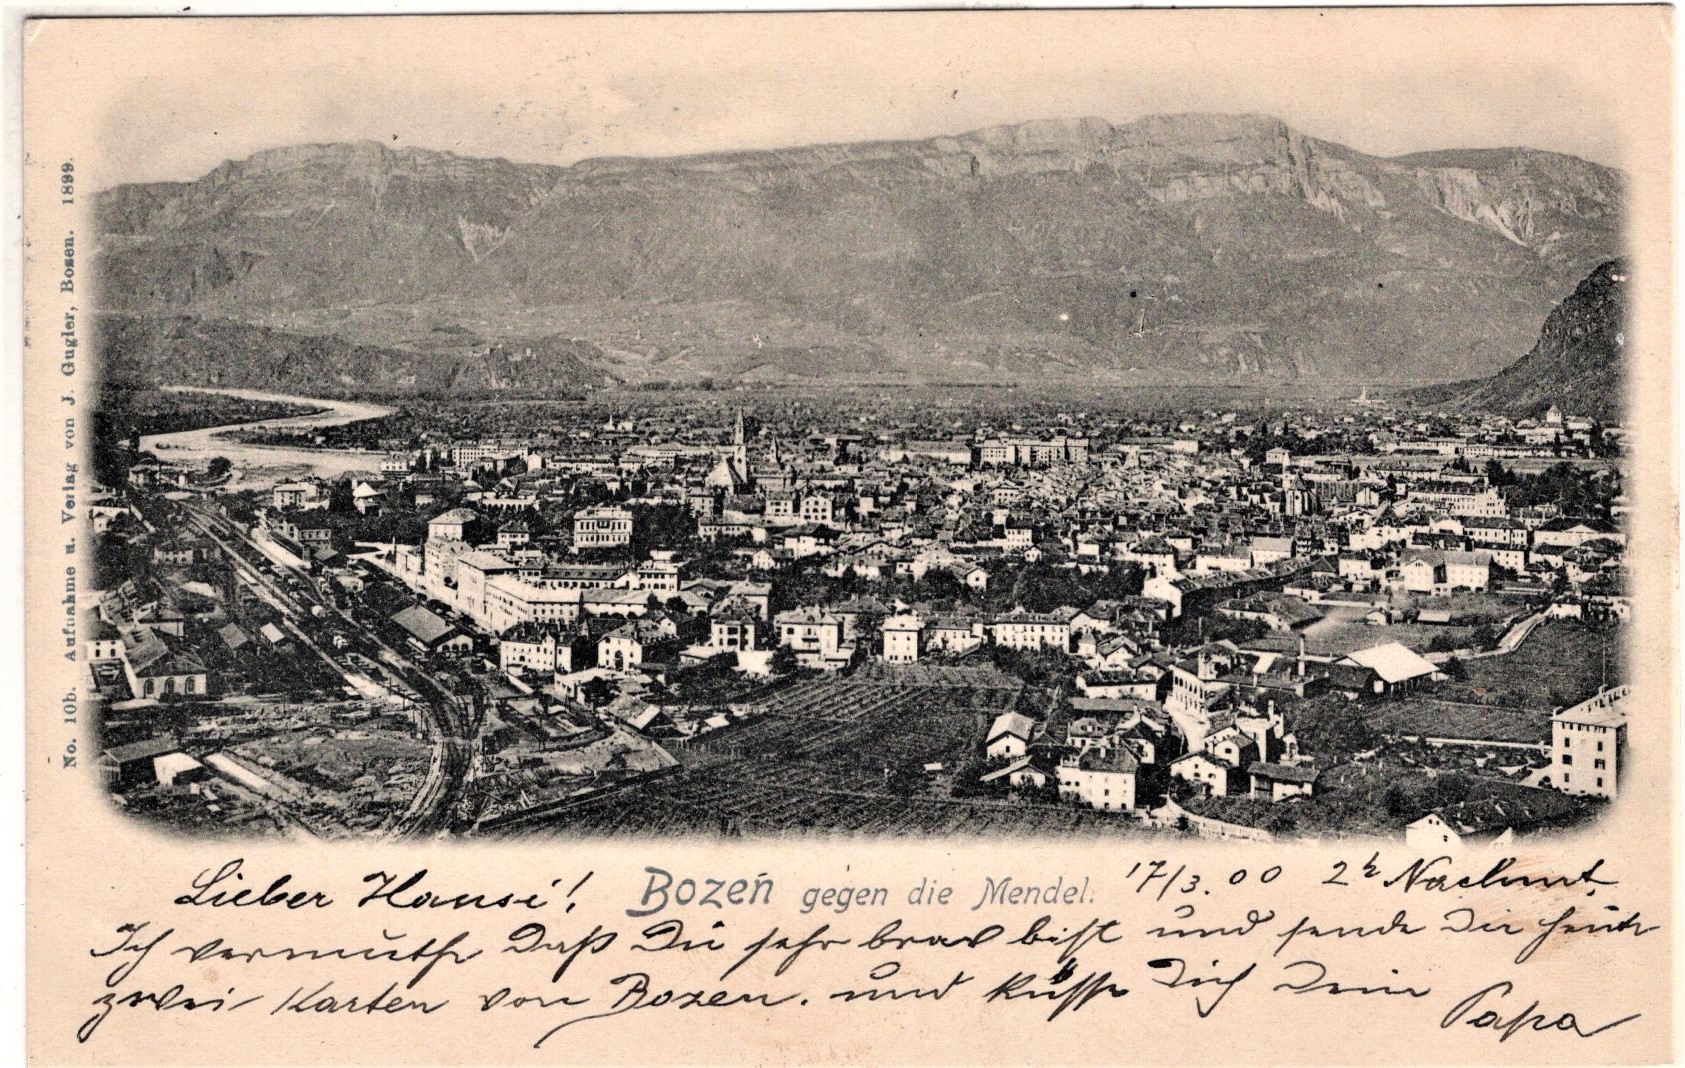 No. 10b. Aufnahme u. Verlag von J. Gugler, Bozen. 1899.
Lieber Hansi! Bozen gegen die Mendel. 17/3.00 2h Nachmt.
Ich vermuthe daß Du sehr brav bist und sende Dir heute
zwei Karten von Bozen. und küsse Dich Dein
Papa